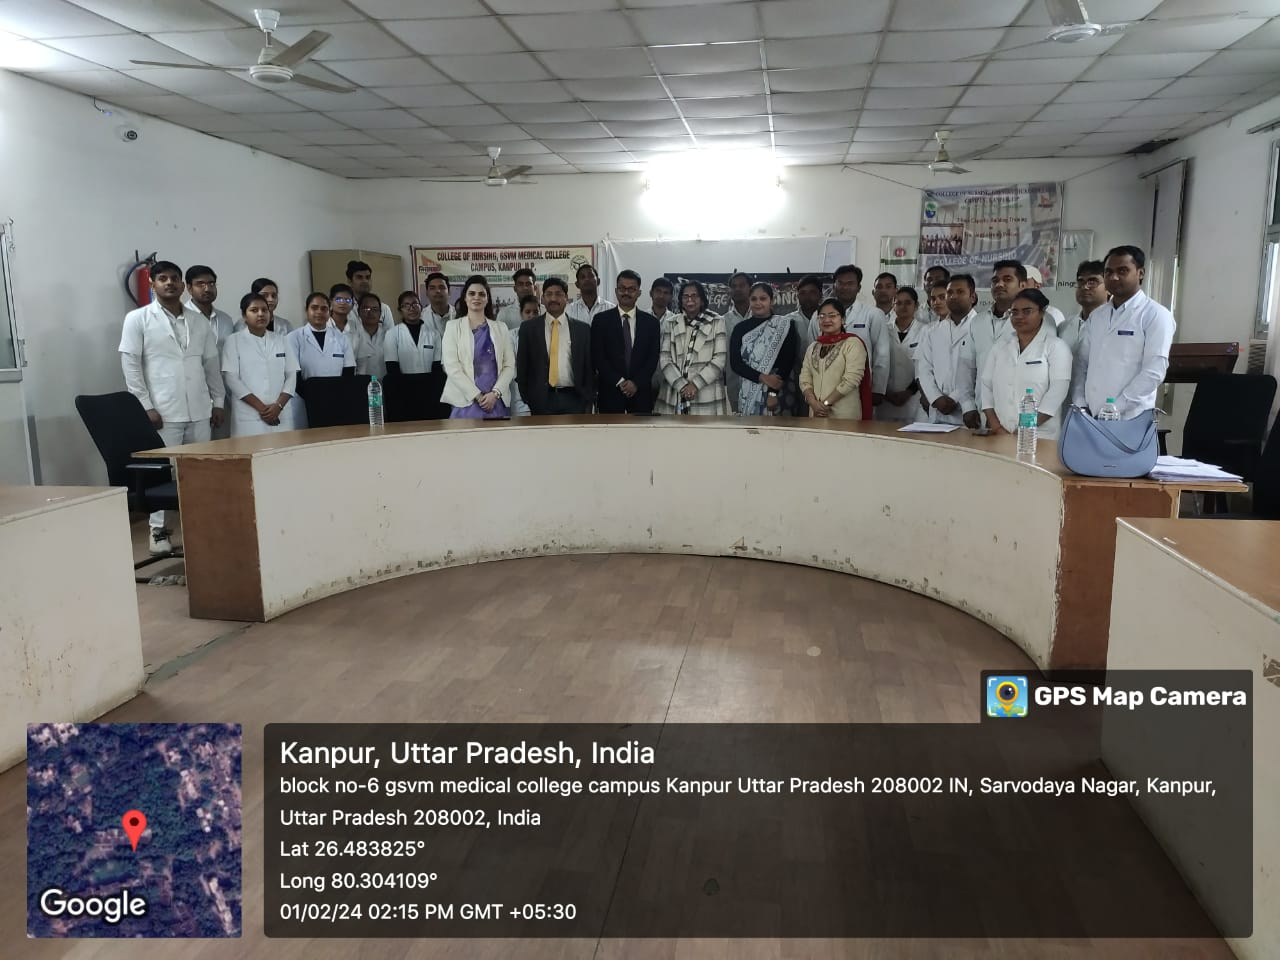 COLLEGE OF NURSING, GSVM MEDICAL COLLEGE
CAMPUS, KANPUR, U.P.
COLLEGE OF NURSING
GPS Map Camera
Kanpur, Uttar Pradesh, India
block no-6 gsvm medical college campus Kanpur Uttar Pradesh 208002 IN, Sarvodaya Nagar, Kanpur,
Uttar Pradesh 208002, India
Lat 26.483825°
Long 80.304109°
01/02/24 02:15 PM GMT +05:30
Google